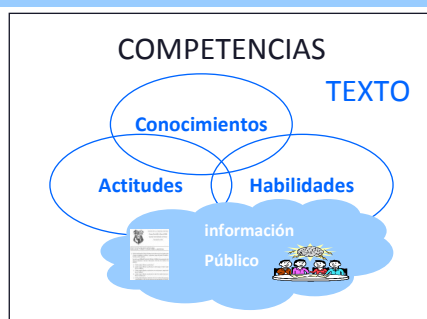 COMPETENCIAS
TEXTO
Conocimientos
Actitudes Habilidades
información
Público